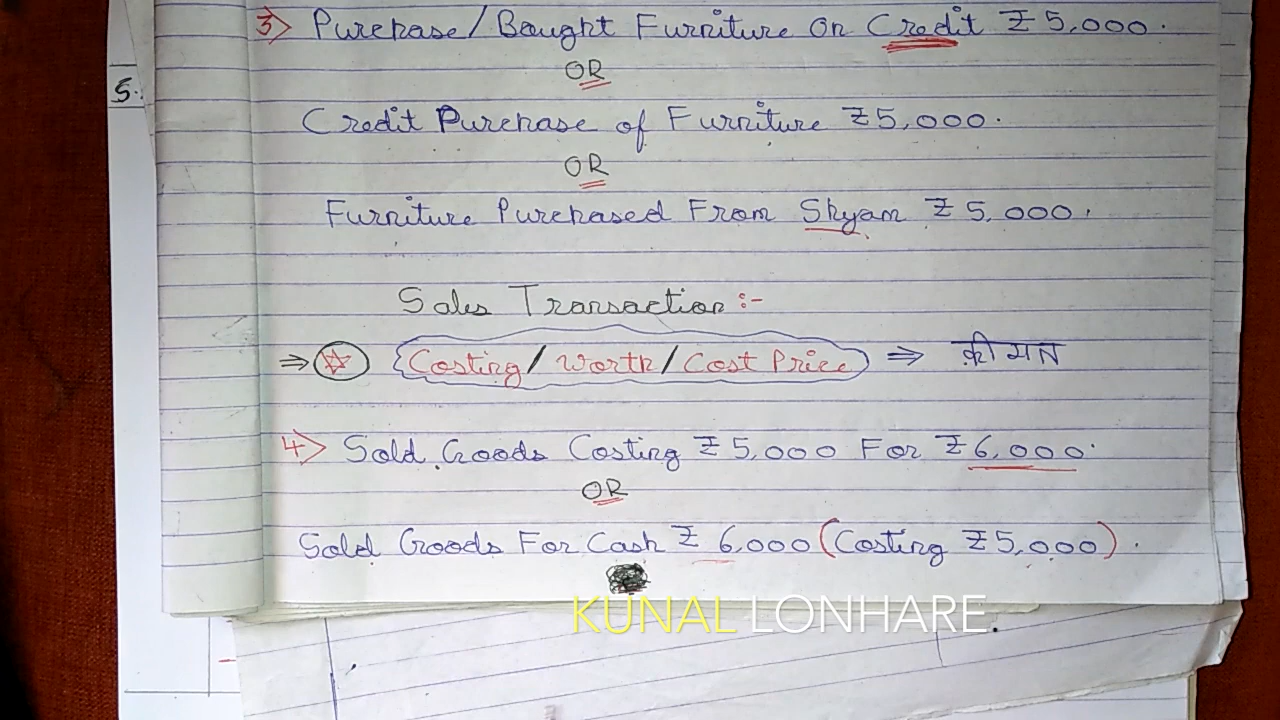 3> Purchase/Bought Furniture On Credit ₹5,000.
OR
5.
Credit Purchase of Furniture ₹5,000.
OR
Furniture Purchased From Shyam ₹5,000.
Sales Transaction:-
⇒ ☆ Costing/Worth/Cost Price ⇒ क़ीमत
4> Sold Goods Costing ₹5,000 For ₹6,000.
OR
Sold Goods For Cash ₹6,000 (Costing ₹5,000).
KUNAL LONHARE.